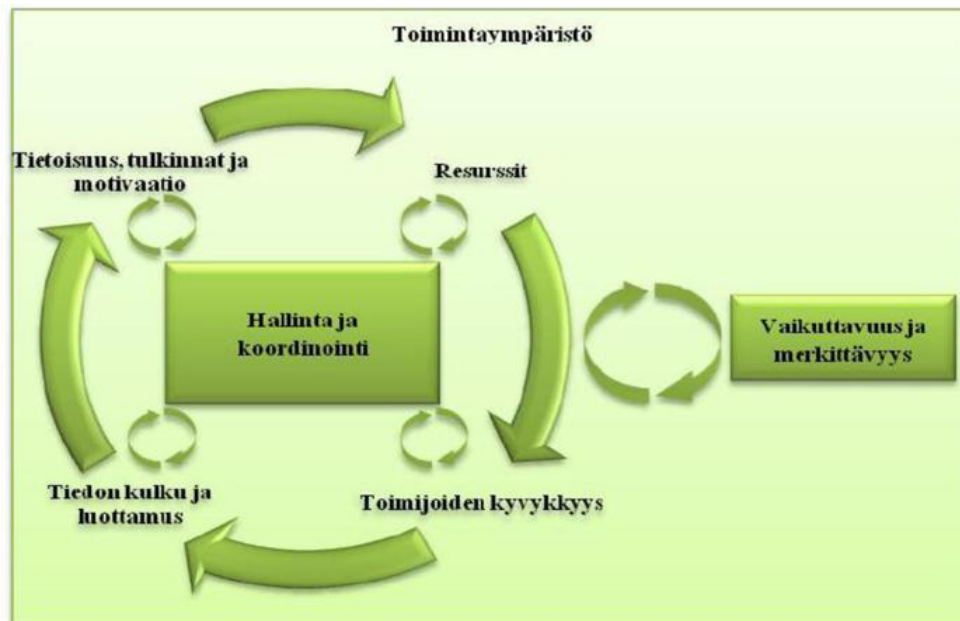 Toimintaympäristö
Tietoisuus, tulkinnat ja
motivaatio
Resurssit
Hallinta ja
koordinointi
Vaikuttavuus ja
merkittävyys
Tiedon kulku ja
luottamus
Toimijoiden kyvykkyys